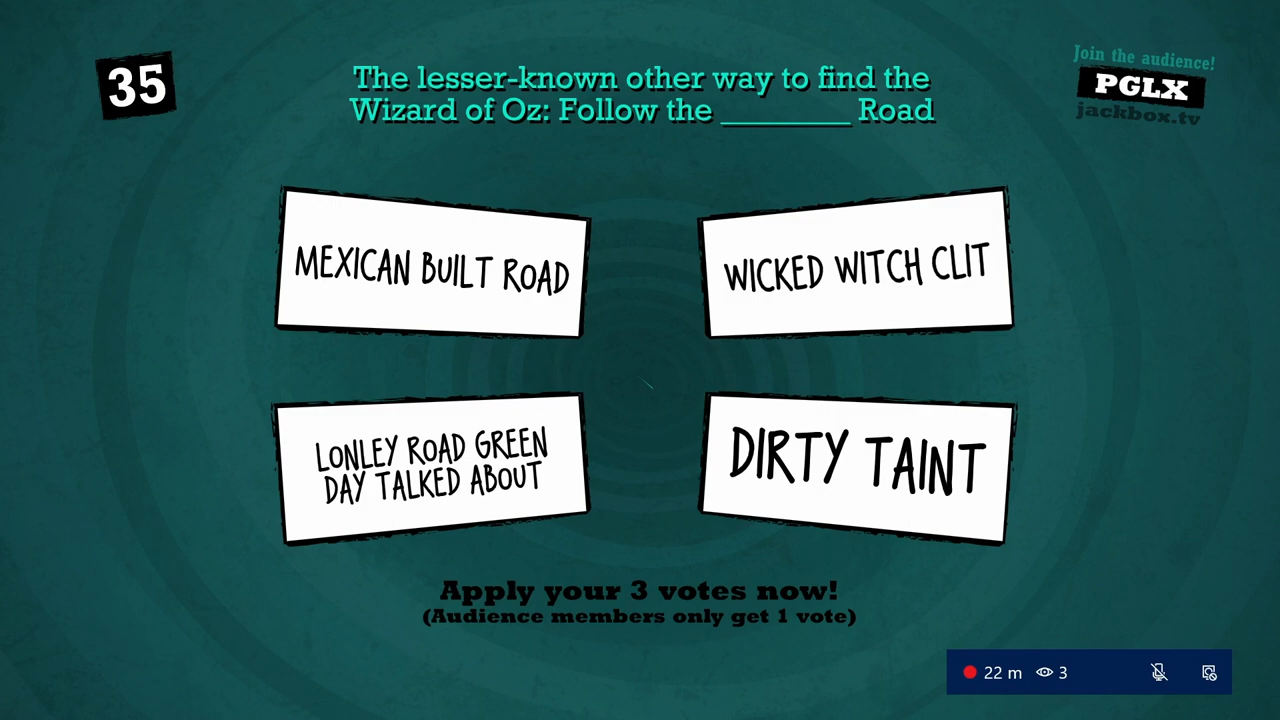 35
The lesser-known other way to find the
Wizard of Oz: Follow the _________ Road
Join the audience!
PGLX
jackbox.tv
MEXICAN BUILT ROAD
WICKED WITCH CLIT
LONLEY ROAD GREEN
DAY TALKED ABOUT
DIRTY TAINT
Apply your 3 votes now!
(Audience members only get 1 vote)
22 m 3